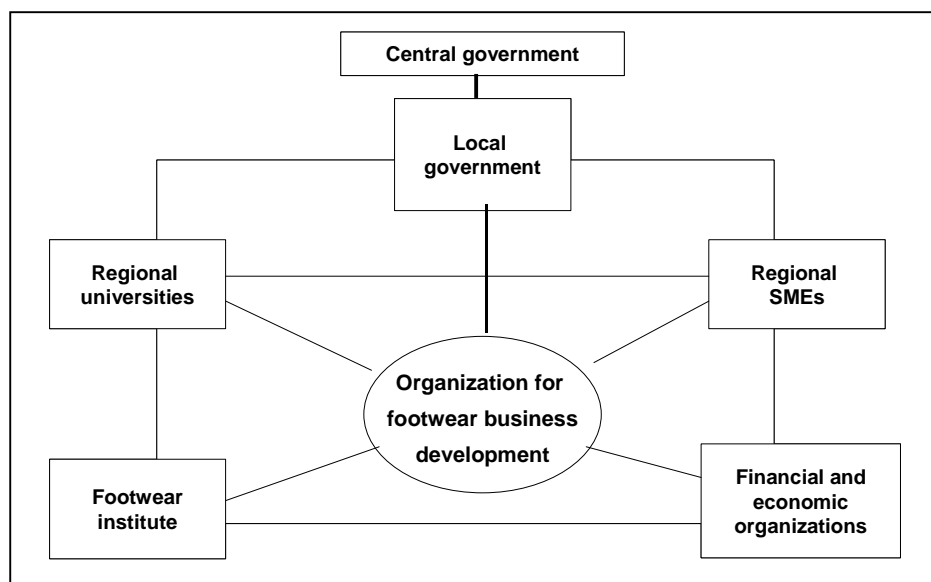 Central government
Local
government
Regional
universities
Regional
SMEs
Organization for
footwear business
development
Footwear
institute
Financial and
economic
organizations